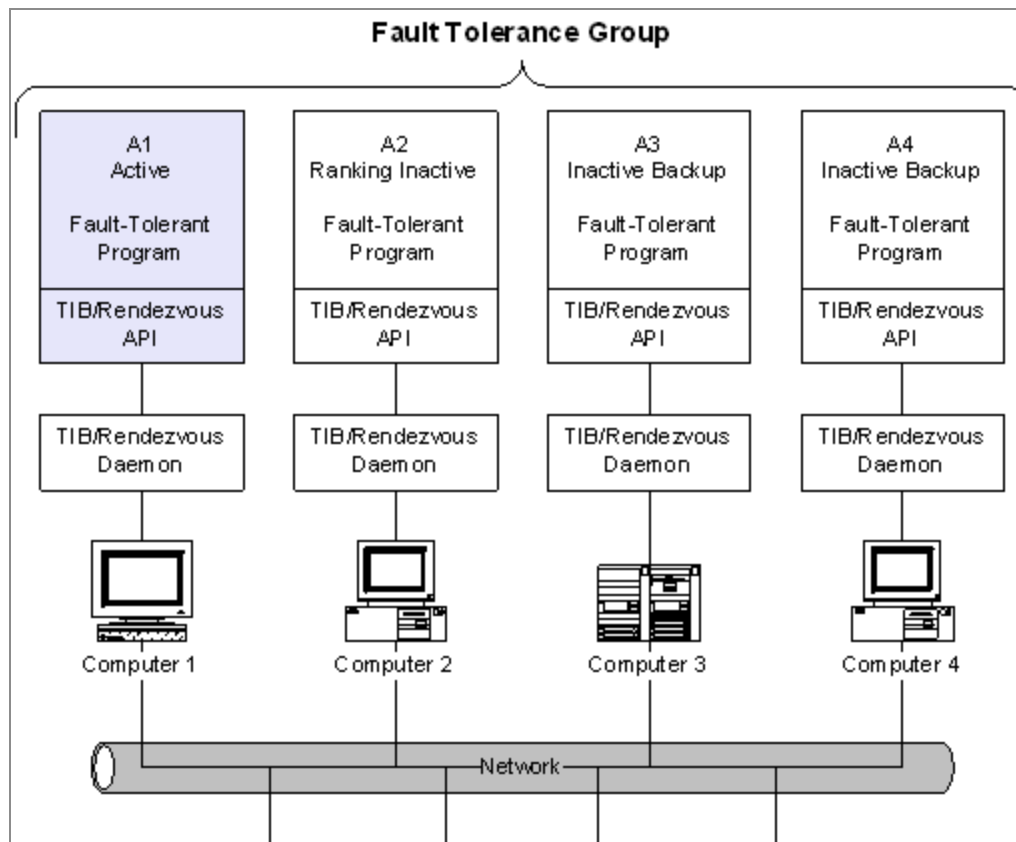 Fault Tolerance Group
A1
Active
Fault-Tolerant
Program
TIB/Rendezvous
API
TIB/Rendezvous
Daemon
Computer 1
A2
Ranking Inactive
Fault-Tolerant
Program
TIB/Rendezvous
API
TIB/Rendezvous
Daemon
Computer 2
A3
Inactive Backup
Fault-Tolerant
Program
TIB/Rendezvous
API
TIB/Rendezvous
Daemon
Computer 3
A4
Inactive Backup
Fault-Tolerant
Program
TIB/Rendezvous
API
TIB/Rendezvous
Daemon
Computer 4
Network